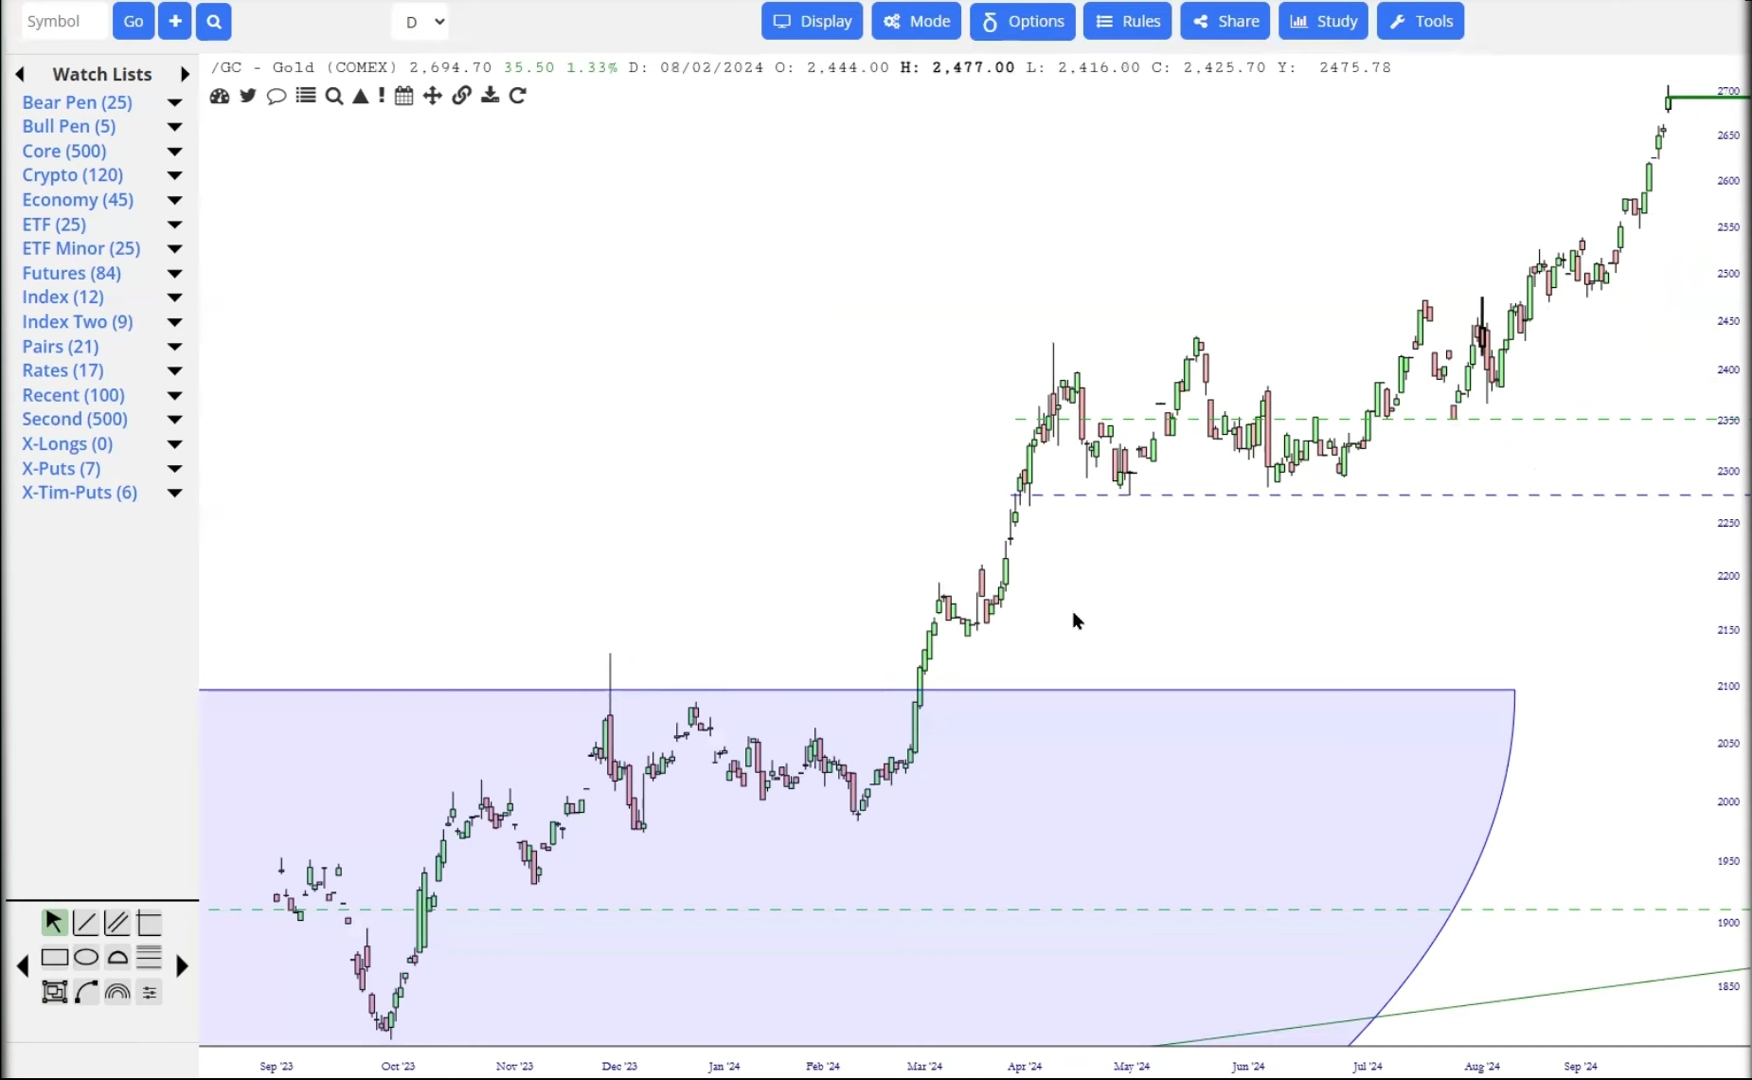 Symbol Go + D Display Mode Options Rules Share Study Tools
/GC - Gold (COMEX) 2,694.70 35.50 1.33% D: 08/02/2024 O: 2,444.00 H: 2,477.00 L: 2,416.00 C: 2,425.70 Y: 2475.78
Watch Lists
Bear Pen (25)
Bull Pen (5)
Core (500)
Crypto (120)
Economy (45)
ETF (25)
ETF Minor (25)
Futures (84)
Index (12)
Index Two (9)
Pairs (21)
Rates (17)
Recent (100)
Second (500)
X-Longs (0)
X-Puts (7)
X-Tim-Puts (6)
2700
2650
2600
2550
2500
2450
2400
2350
2300
2250
2200
2150
2100
2050
2000
1950
1900
1850
Sep '23 Oct '23 Nov '23 Dec '23 Jan '24 Feb '24 Mar '24 Apr '24 May '24 Jun '24 Jul '24 Aug '24 Sep '24